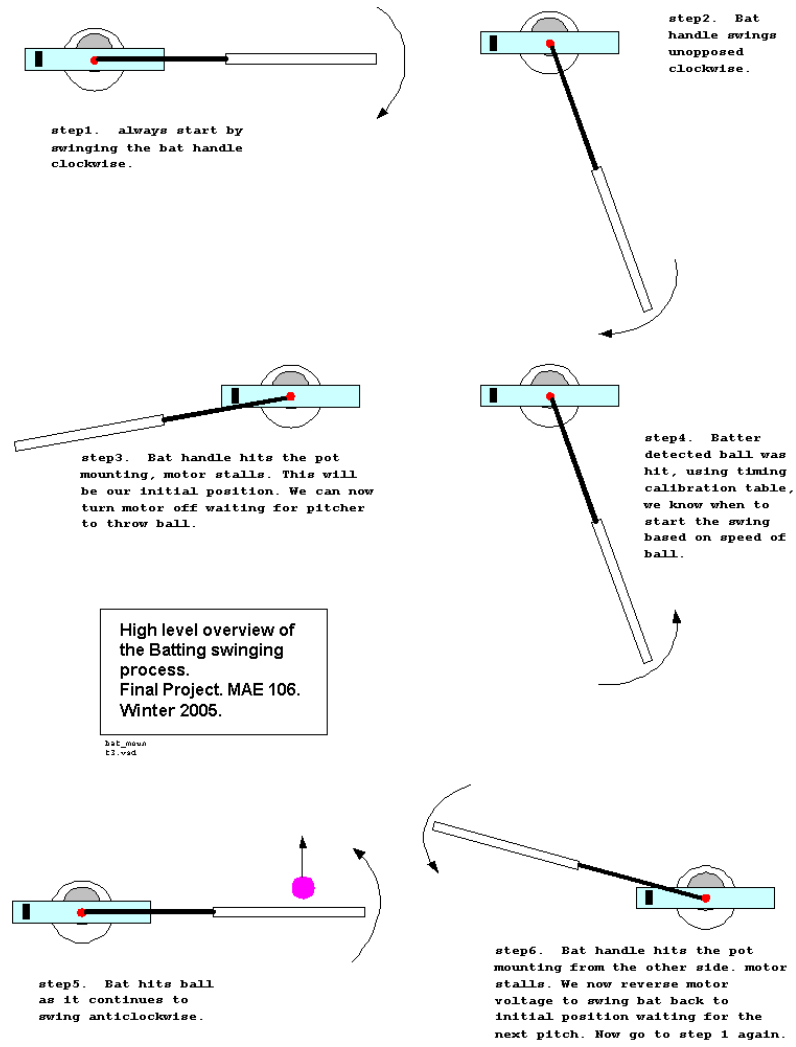 step1.  always start by
swinging the bat handle
clockwise.
step2.  Bat
handle swings
unopposed
clockwise.
step3.  Bat handle hits the pot
mounting, motor stalls. This will
be our initial position. We can now
turn motor off waiting for pitcher
to throw ball.
step4.  Batter
detected ball was
hit, using timing
calibration table,
we know when to
start the swing
based on speed of
ball.
High level overview of
the Batting swinging
process.
Final Project. MAE 106.
Winter 2005.
bat_moun
t3.vsd
step5.  Bat hits ball
as it continues to
swing anticlockwise.
step6.  Bat handle hits the pot
mounting from the other side. motor
stalls. We now reverse motor
voltage to swing bat back to
initial position waiting for the
next pitch. Now go to step 1 again.